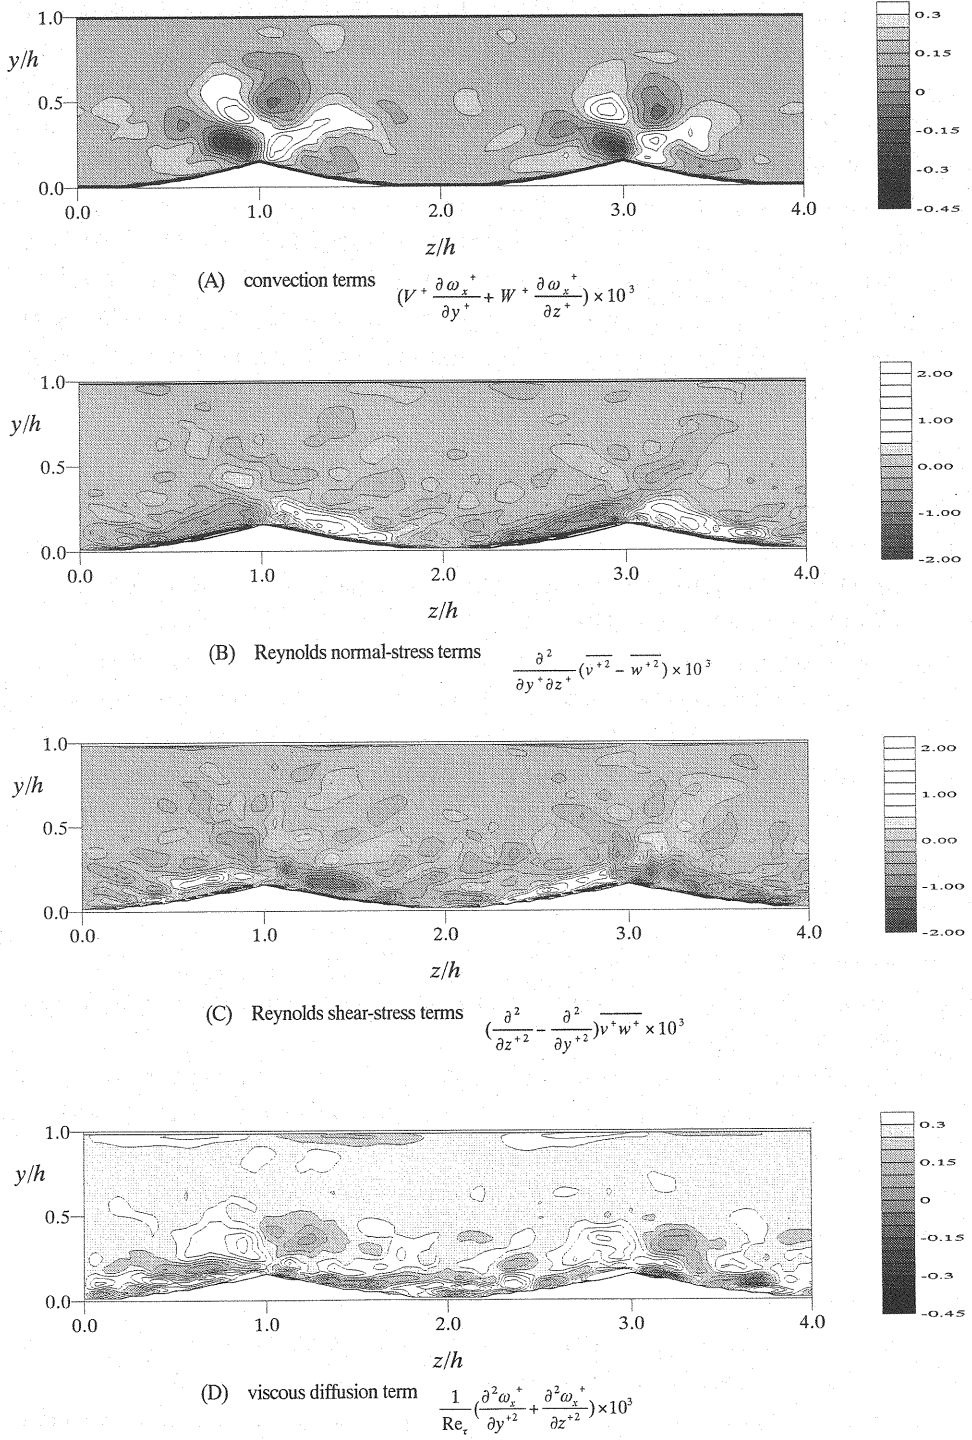 1.0
y/h
0.5
0.0
0.0 1.0 2.0 3.0 4.0
z/h
0.3
0.15
0
-0.15
-0.3
-0.45
(A) convection terms (V⁺ ∂ω_x⁺/∂y⁺ + W⁺ ∂ω_x⁺/∂z⁺)×10³
1.0
y/h
0.5
0.0
0.0 1.0 2.0 3.0 4.0
z/h
2.00
1.00
0.00
-1.00
-2.00
(B) Reynolds normal-stress terms ∂²/∂y⁺∂z⁺ (v̅⁺²̅ − w̅⁺²̅)×10³
1.0
y/h
0.5
0.0
0.0 1.0 2.0 3.0 4.0
z/h
2.00
1.00
0.00
-1.00
-2.00
(C) Reynolds shear-stress terms (∂²/∂z⁺² − ∂²/∂y⁺²) v̅⁺w̅⁺ ×10³
1.0
y/h
0.5
0.0
0.0 1.0 2.0 3.0 4.0
z/h
0.3
0.15
0
-0.15
-0.3
-0.45
(D) viscous diffusion term 1/Re_τ (∂²ω_x⁺/∂y⁺² + ∂²ω_x⁺/∂z⁺²)×10³